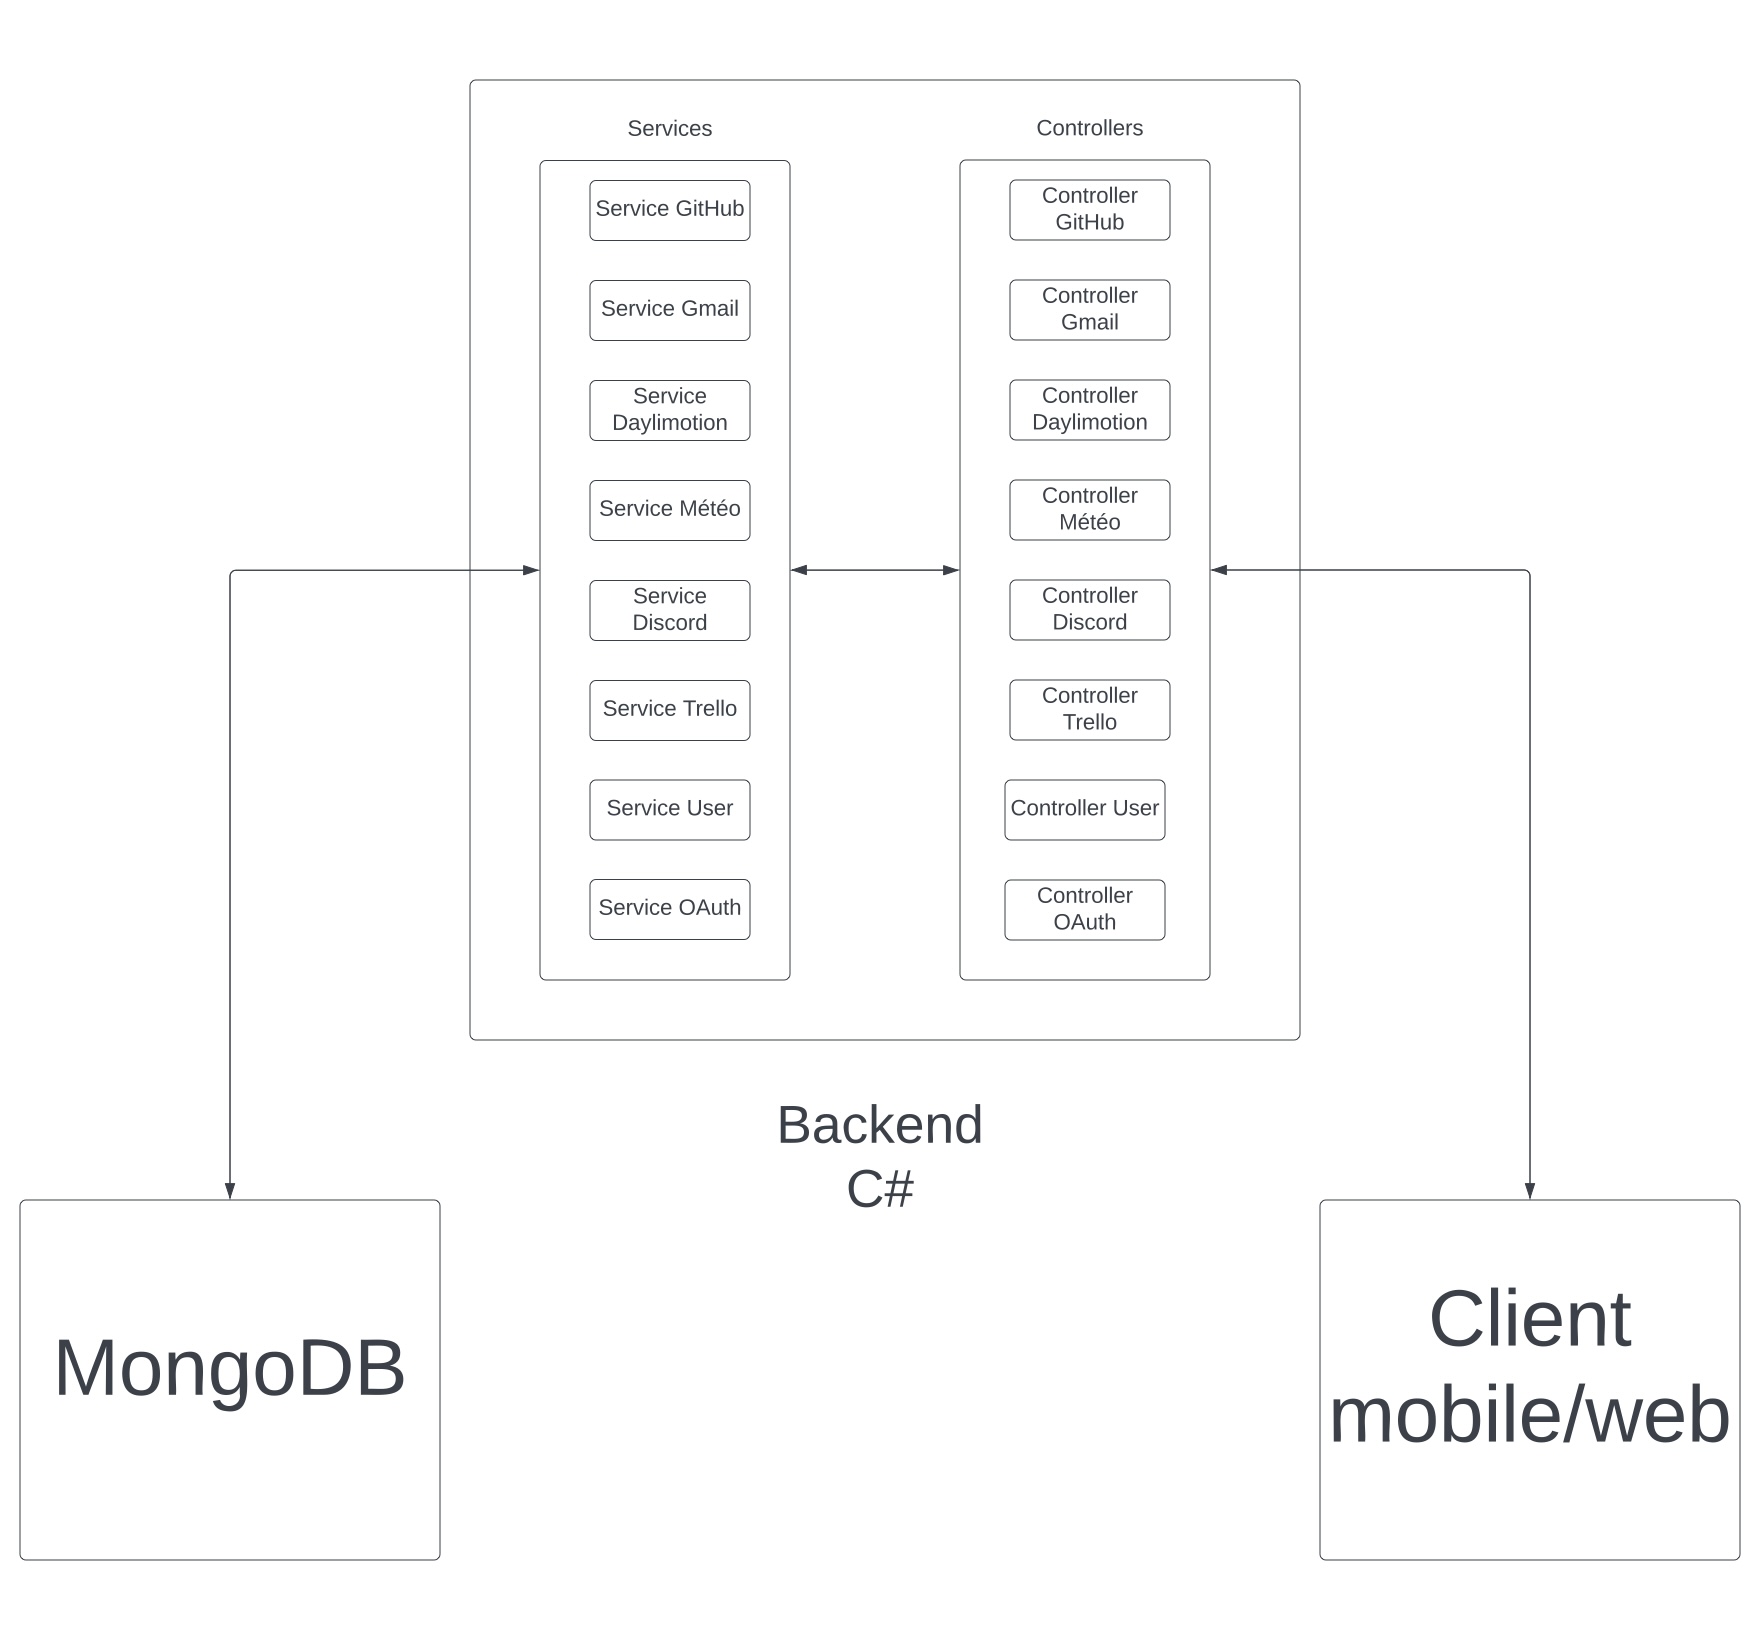 Services
Service GitHub
Service Gmail
Service
Daylimotion
Service Météo
Service
Discord
Service Trello
Service User
Service OAuth
Controllers
Controller
GitHub
Controller
Gmail
Controller
Daylimotion
Controller
Météo
Controller
Discord
Controller
Trello
Controller User
Controller
OAuth
Backend
C#
MongoDB
Client
mobile/web